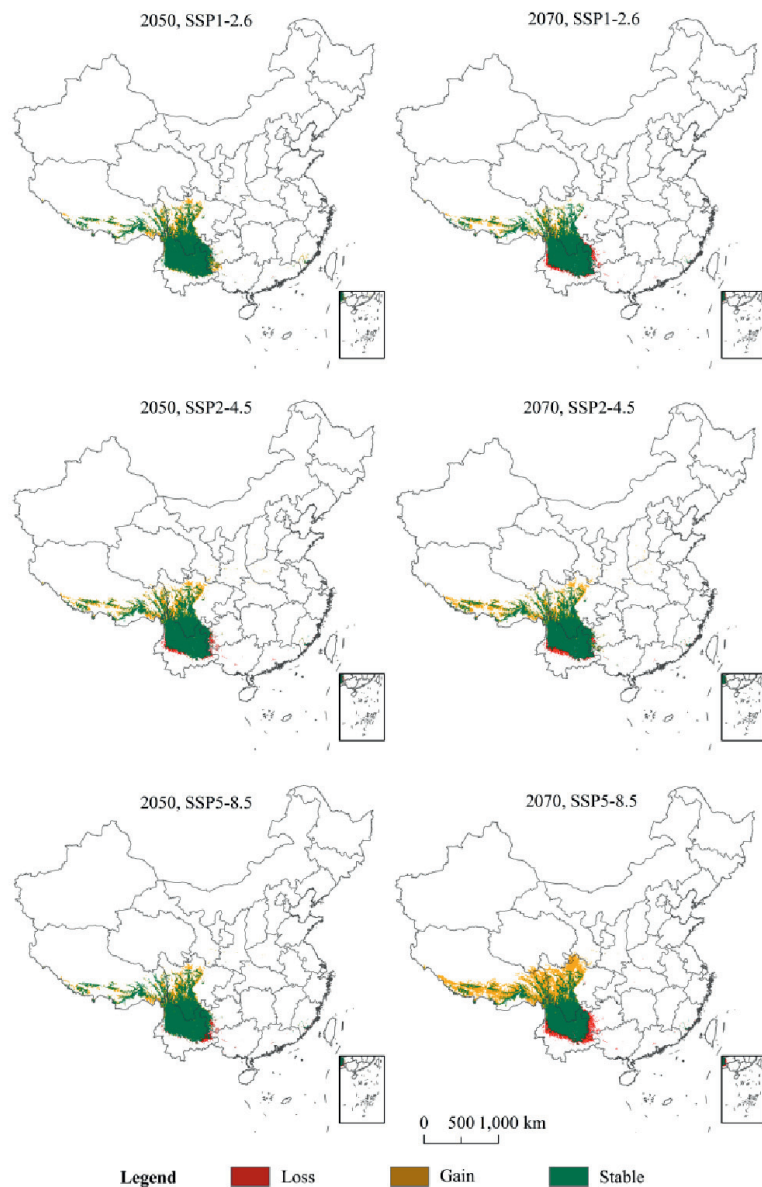 2050, SSP1-2.6
2070, SSP1-2.6
2050, SSP2-4.5
2070, SSP2-4.5
2050, SSP5-8.5
2070, SSP5-8.5
0 500 1,000 km
Legend Loss Gain Stable